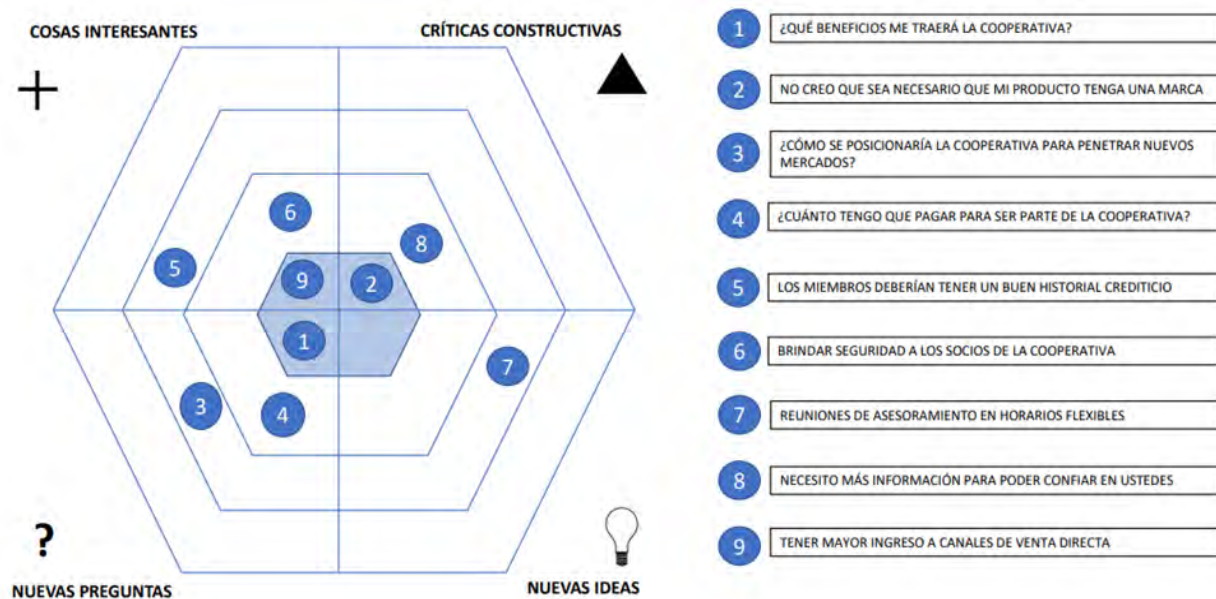 COSAS INTERESANTES
CRÍTICAS CONSTRUCTIVAS
+
6
8
5
9
2
1
7
3
4
?
NUEVAS PREGUNTAS
NUEVAS IDEAS
1 ¿QUÉ BENEFICIOS ME TRAERÁ LA COOPERATIVA?
2 NO CREO QUE SEA NECESARIO QUE MI PRODUCTO TENGA UNA MARCA
3 ¿CÓMO SE POSICIONARÍA LA COOPERATIVA PARA PENETRAR NUEVOS
MERCADOS?
4 ¿CUÁNTO TENGO QUE PAGAR PARA SER PARTE DE LA COOPERATIVA?
5 LOS MIEMBROS DEBERÍAN TENER UN BUEN HISTORIAL CREDITICIO
6 BRINDAR SEGURIDAD A LOS SOCIOS DE LA COOPERATIVA
7 REUNIONES DE ASESORAMIENTO EN HORARIOS FLEXIBLES
8 NECESITO MÁS INFORMACIÓN PARA PODER CONFIAR EN USTEDES
9 TENER MAYOR INGRESO A CANALES DE VENTA DIRECTA